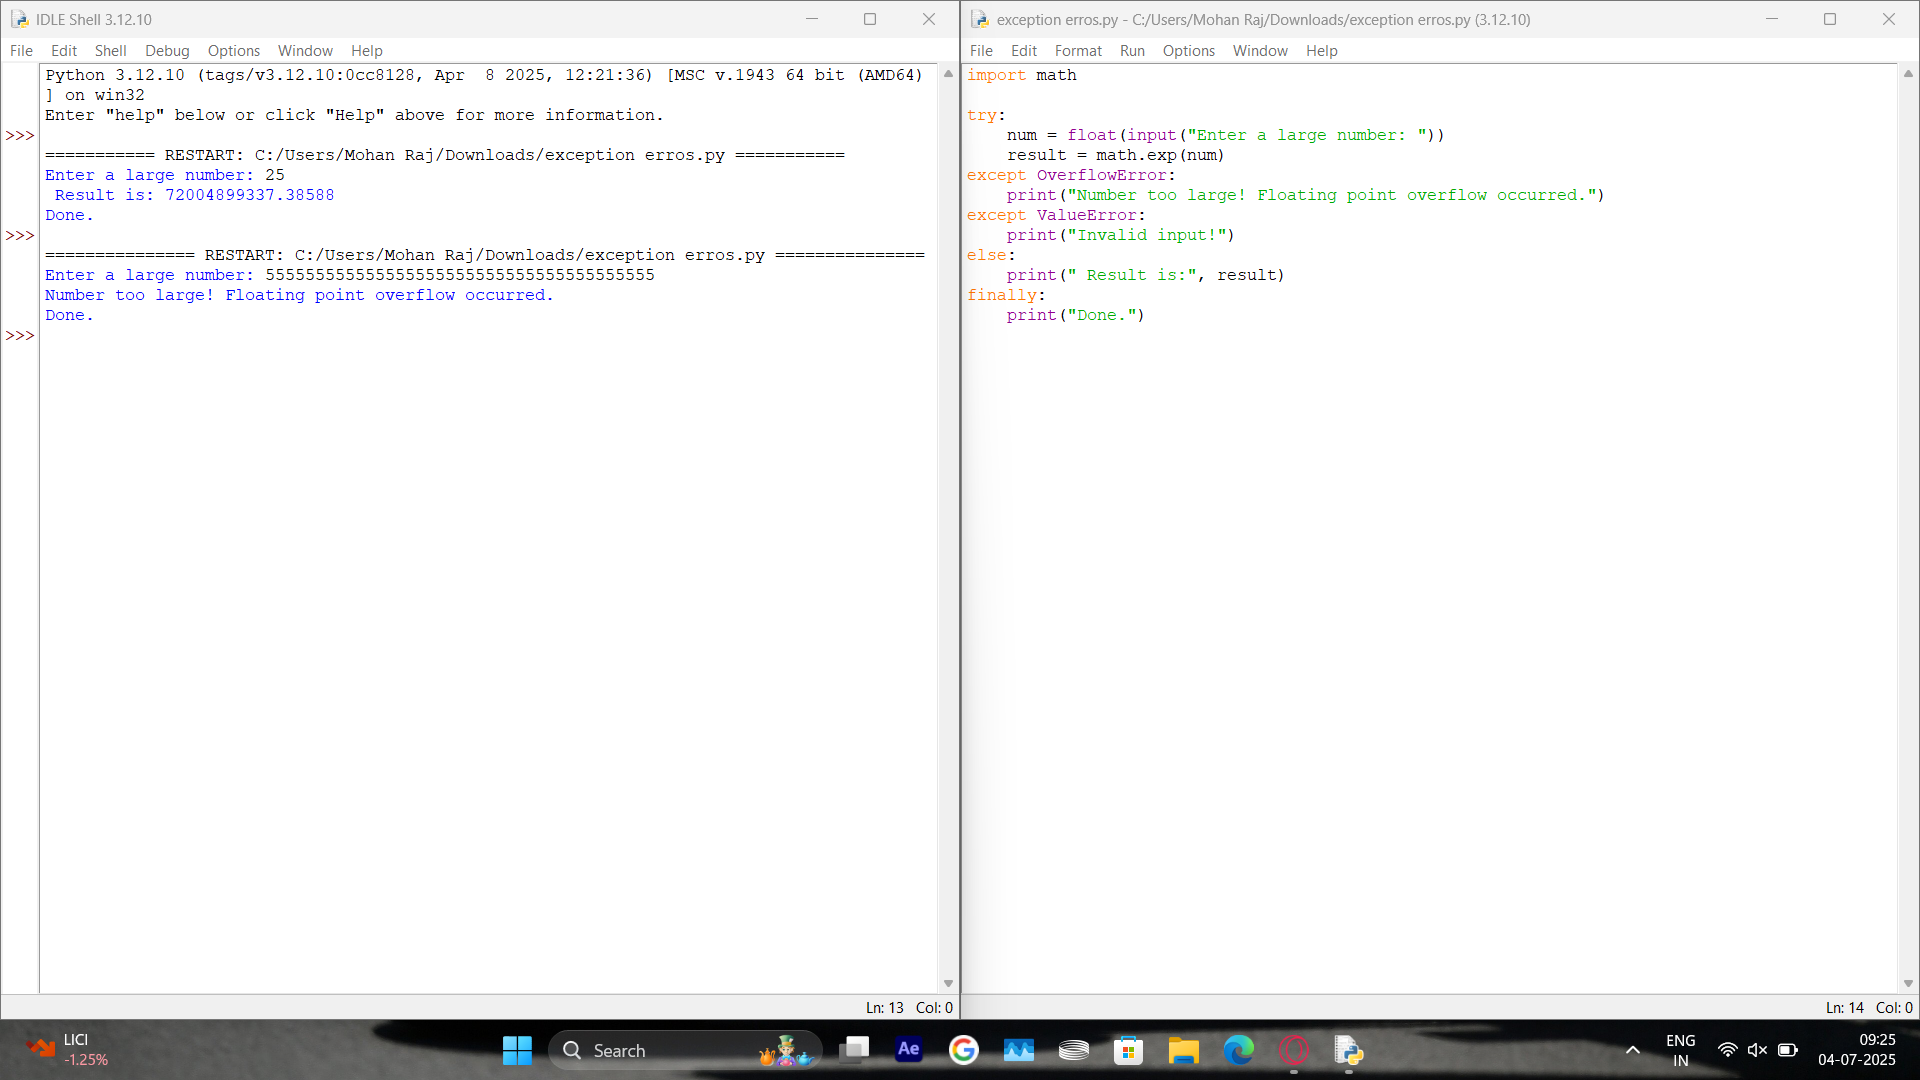 IDLE Shell 3.12.10
File Edit Shell Debug Options Window Help
Python 3.12.10 (tags/v3.12.10:0cc8128, Apr  8 2025, 12:21:36) [MSC v.1943 64 bit (AMD64)
] on win32
Enter "help" below or click "Help" above for more information.
>>>
=========== RESTART: C:/Users/Mohan Raj/Downloads/exception erros.py ===========
Enter a large number: 25
 Result is: 72004899337.38588
Done.
>>>
=============== RESTART: C:/Users/Mohan Raj/Downloads/exception erros.py ===============
Enter a large number: 555555555555555555555555555555555555555
Number too large! Floating point overflow occurred.
Done.
>>>
Ln: 13 Col: 0
exception erros.py - C:/Users/Mohan Raj/Downloads/exception erros.py (3.12.10)
File Edit Format Run Options Window Help
import math

try:
    num = float(input("Enter a large number: "))
    result = math.exp(num)
except OverflowError:
    print("Number too large! Floating point overflow occurred.")
except ValueError:
    print("Invalid input!")
else:
    print(" Result is:", result)
finally:
    print("Done.")
Ln: 14 Col: 0
LICI
-1.25%
Search
Ae
ENG
IN
09:25
04-07-2025